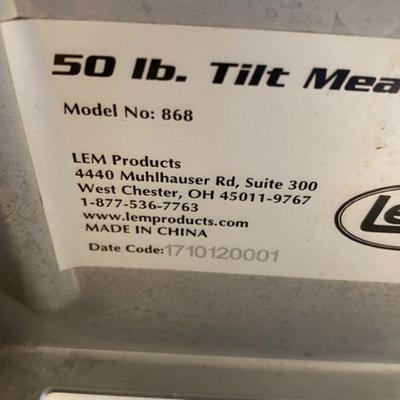 50 lb. Tilt Mea
Model No: 868
LEM Products
4440 Muhlhauser Rd, Suite 300
West Chester, OH 45011-9767
1-877-536-7763
www.lemproducts.com
MADE IN CHINA
Date Code:1710120001
Le